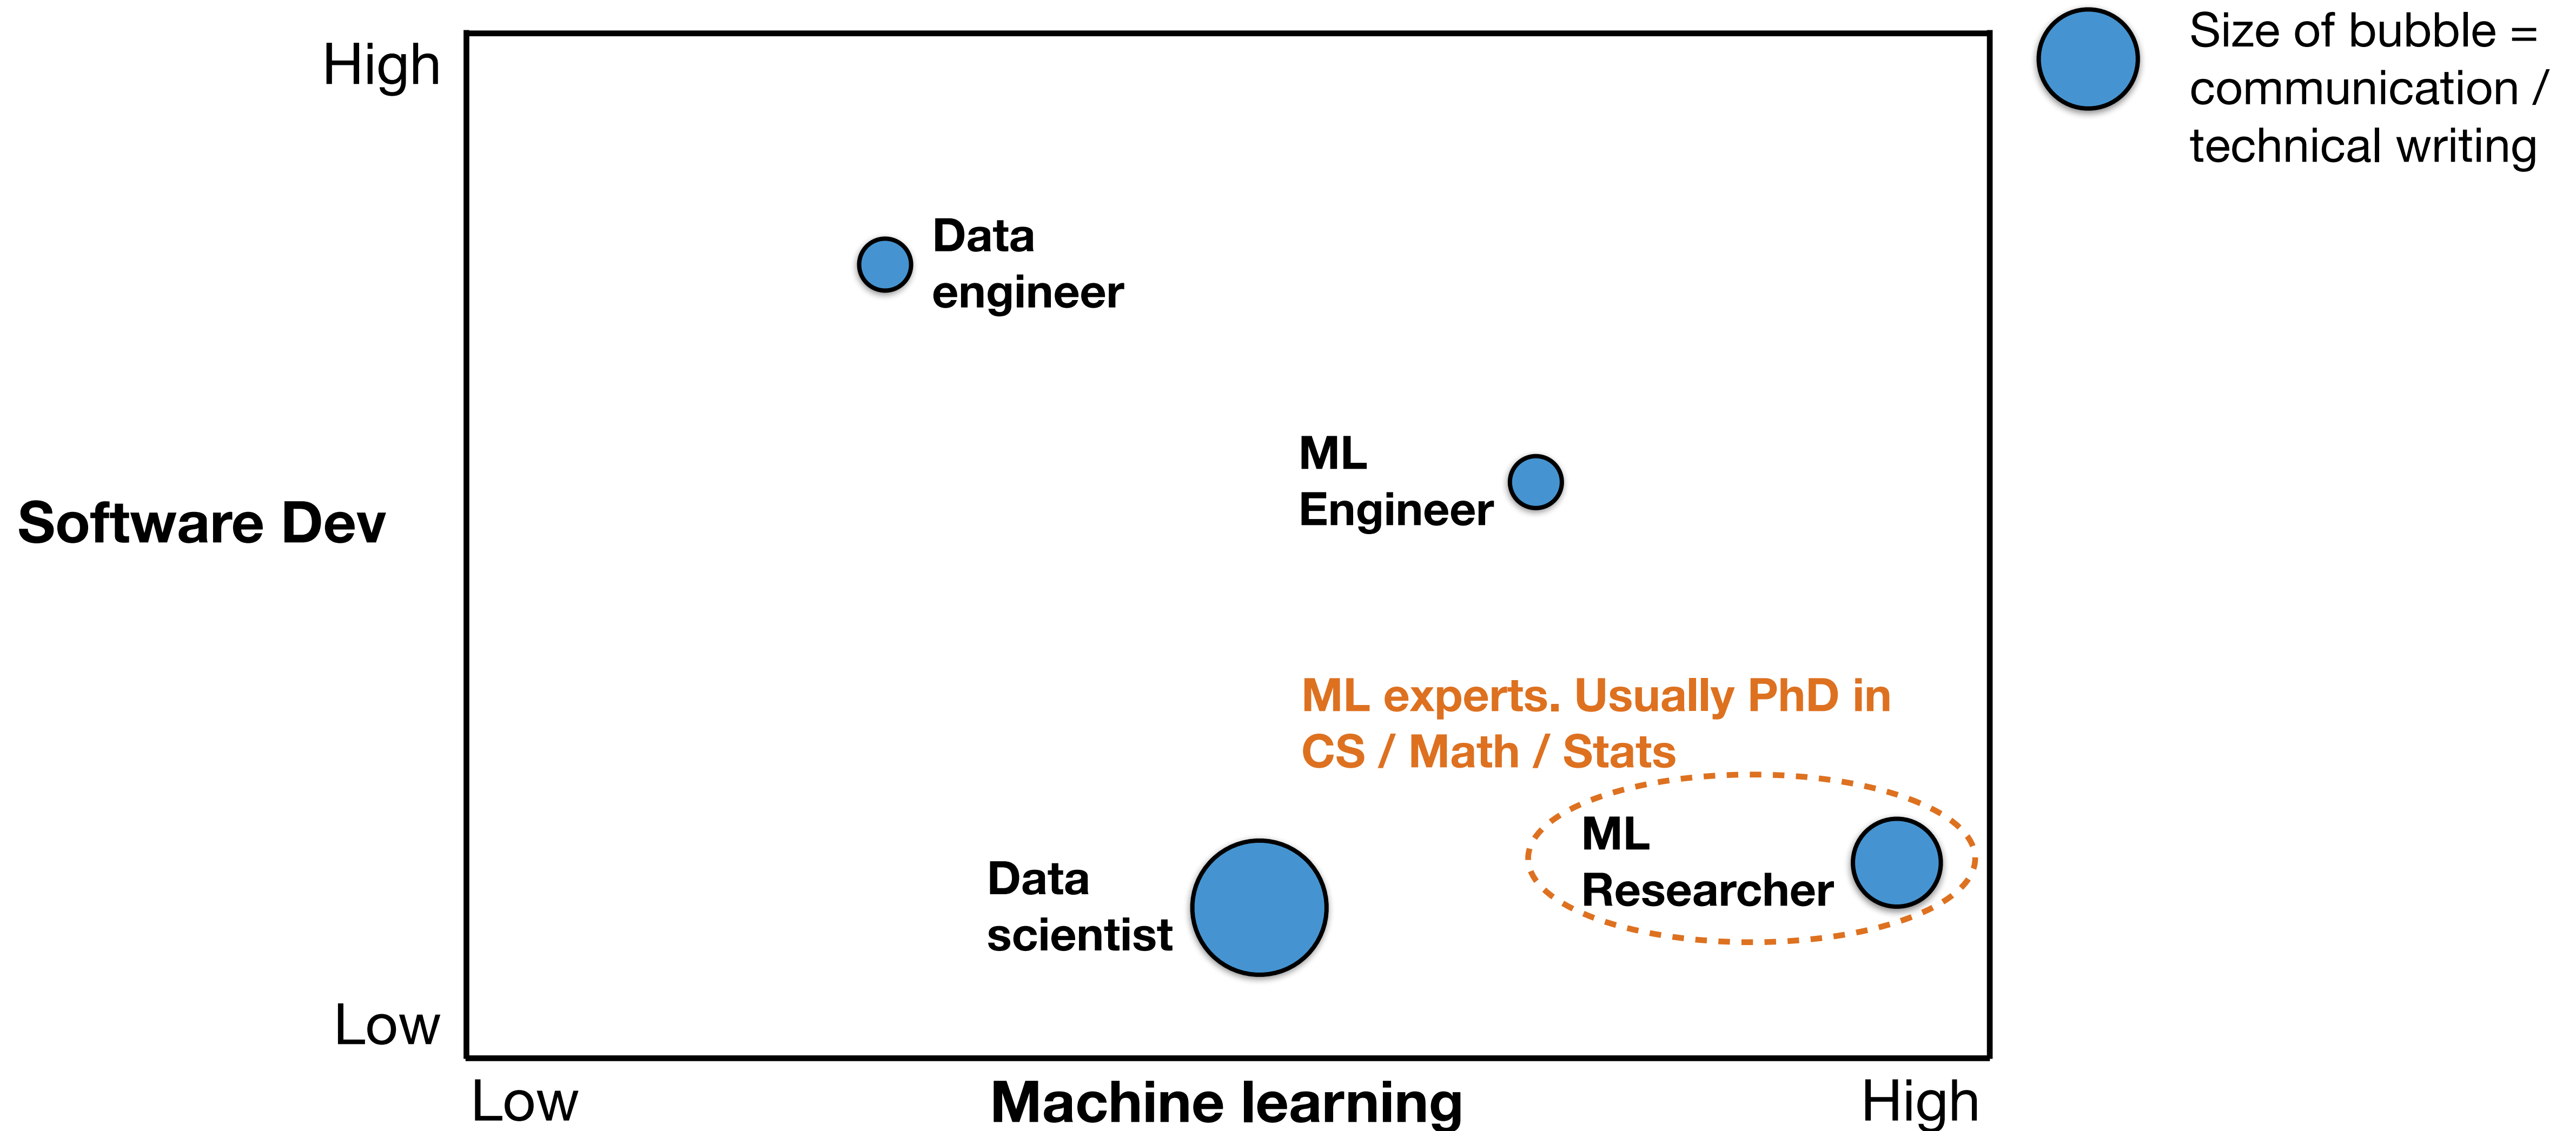 High
Size of bubble =
communication /
technical writing
Data
engineer
ML
Engineer
Software Dev
ML experts. Usually PhD in
CS / Math / Stats
ML
Researcher
Data
scientist
Low
Low
Machine learning
High